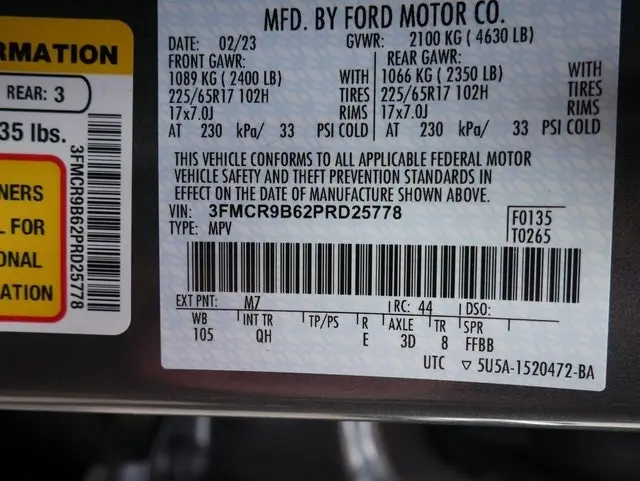 RMATION
REAR: 3
35 lbs.
3FMCR9B62PRD25778
NERS
L FOR
ONAL
ATION
MFD. BY FORD MOTOR CO.
DATE: 02/23 GVWR: 2100 KG ( 4630 LB)
FRONT GAWR: REAR GAWR:
1089 KG ( 2400 LB) WITH 1066 KG ( 2350 LB) WITH
225/65R17 102H TIRES 225/65R17 102H TIRES
17x7.0J RIMS 17x7.0J RIMS
AT 230 kPa/ 33 PSI COLD AT 230 kPa/ 33 PSI COLD
THIS VEHICLE CONFORMS TO ALL APPLICABLE FEDERAL MOTOR
VEHICLE SAFETY AND THEFT PREVENTION STANDARDS IN
EFFECT ON THE DATE OF MANUFACTURE SHOWN ABOVE.
VIN: 3FMCR9B62PRD25778 F0135
TYPE: MPV T0265
EXT PNT: M7 RC: 44 DSO:
WB INT TR TP/PS R AXLE TR SPR
105 QH E 3D 8 FFBB
UTC ▽ 5U5A-1520472-BA